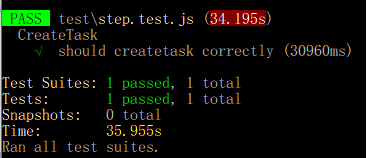 PASS test\step.test.js (34.195s)
CreateTask
√ should createtask correctly (30960ms)
Test Suites: 1 passed, 1 total
Tests: 1 passed, 1 total
Snapshots: 0 total
Time: 35.955s
Ran all test suites.